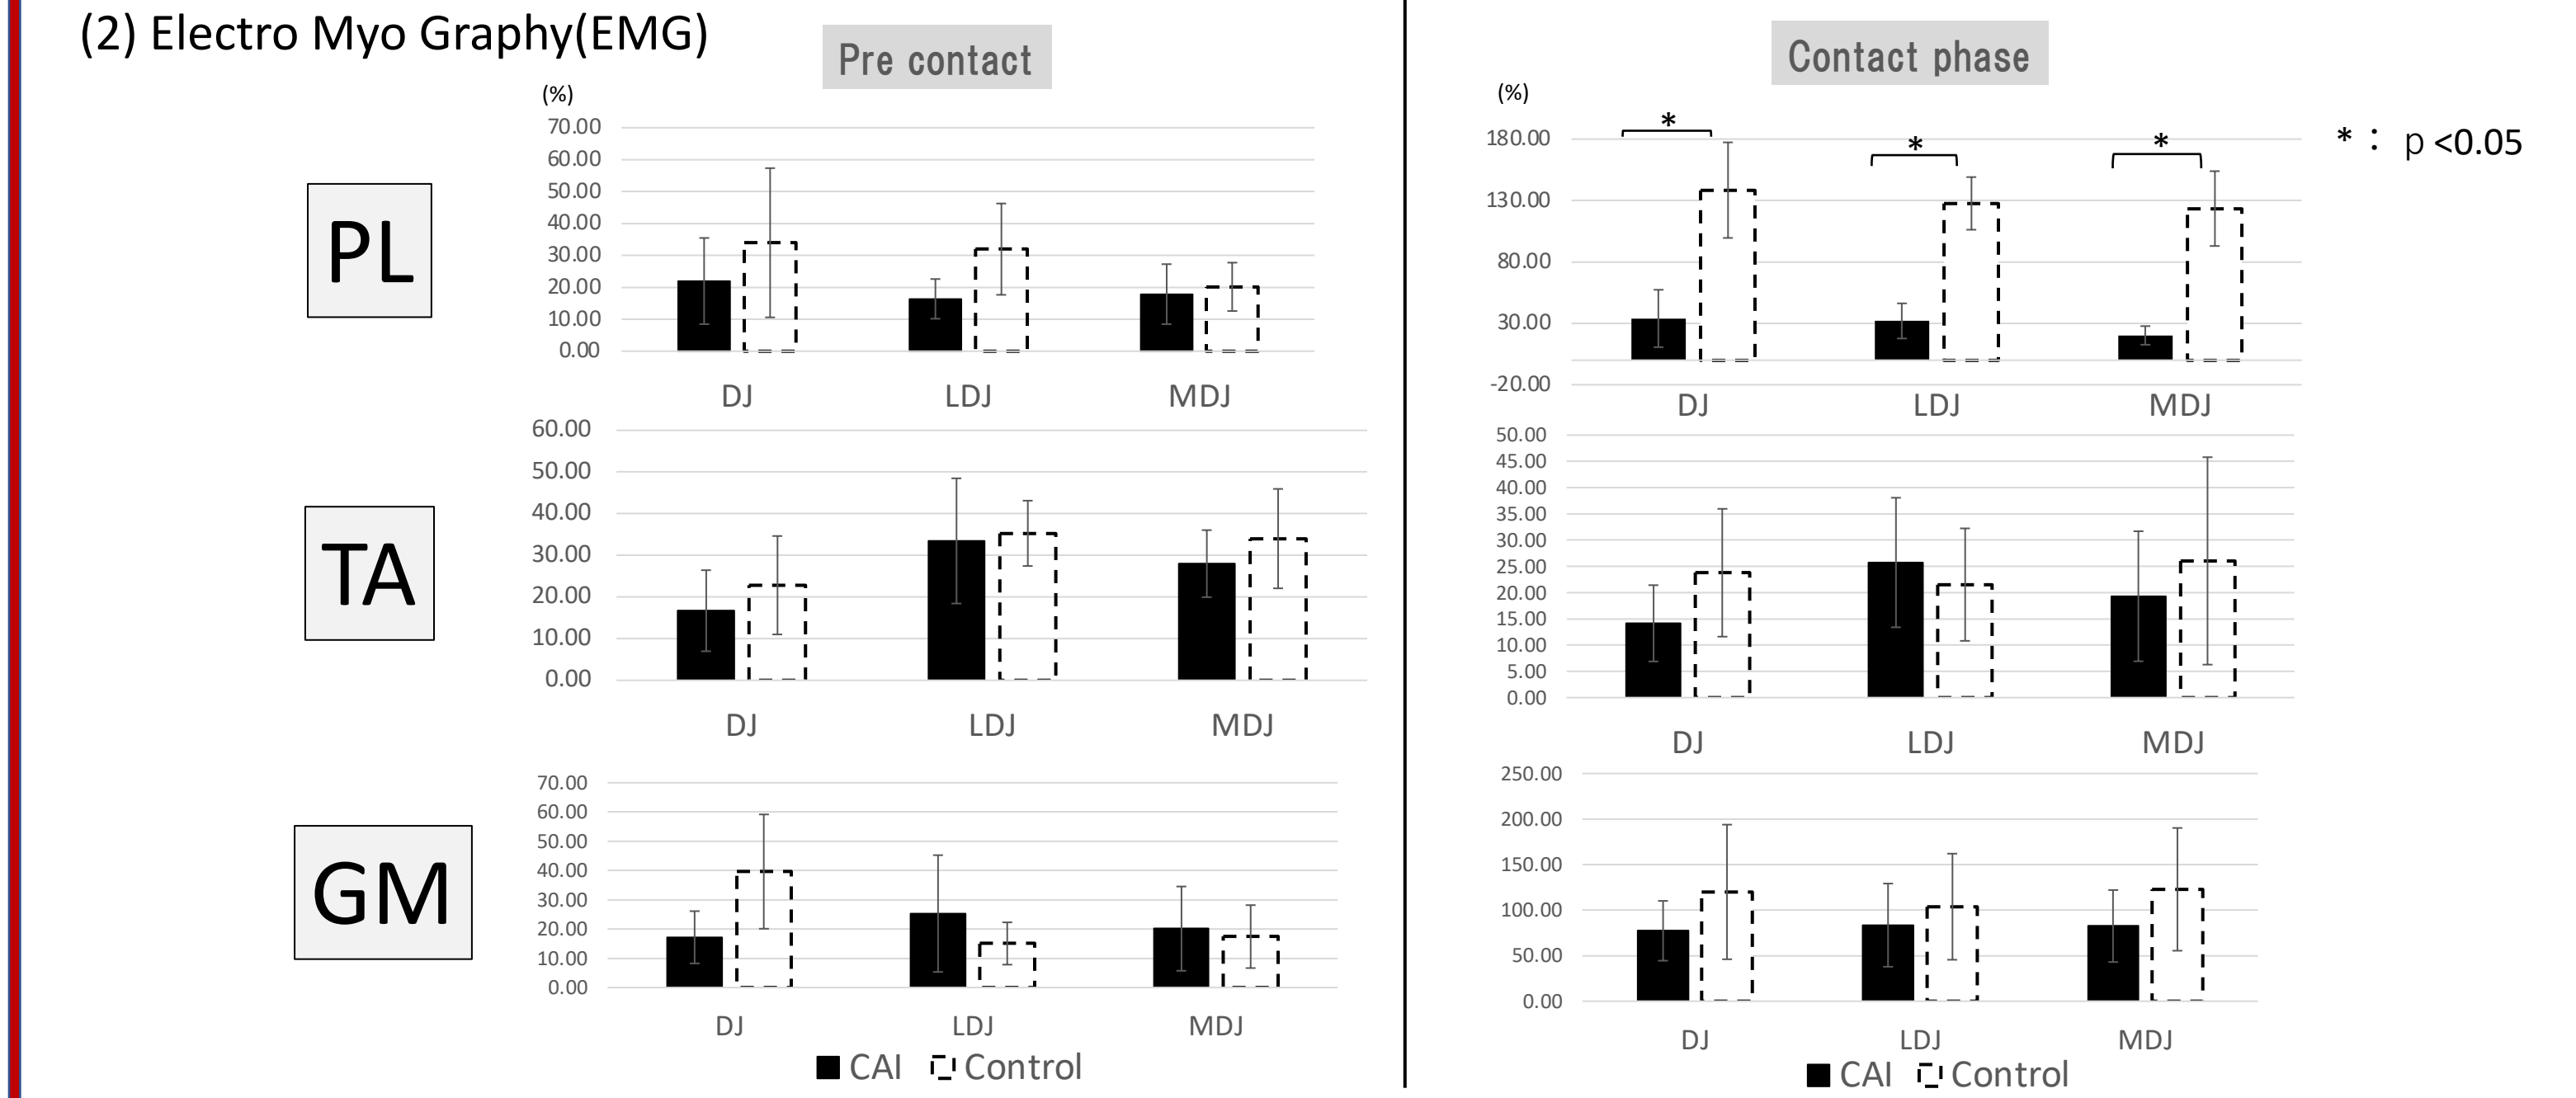 (2) Electro Myo Graphy(EMG)
Pre contact
(%)
70.00
60.00
50.00
40.00
30.00
20.00
10.00
0.00
PL
DJ LDJ MDJ
60.00
50.00
40.00
30.00
20.00
10.00
0.00
TA
DJ LDJ MDJ
70.00
60.00
50.00
40.00
30.00
20.00
10.00
0.00
GM
DJ LDJ MDJ
CAI Control
Contact phase
(%)
* : p <0.05
* * *
180.00
130.00
80.00
30.00
-20.00
DJ LDJ MDJ
50.00
45.00
40.00
35.00
30.00
25.00
20.00
15.00
10.00
5.00
0.00
DJ LDJ MDJ
250.00
200.00
150.00
100.00
50.00
0.00
DJ LDJ MDJ
CAI Control